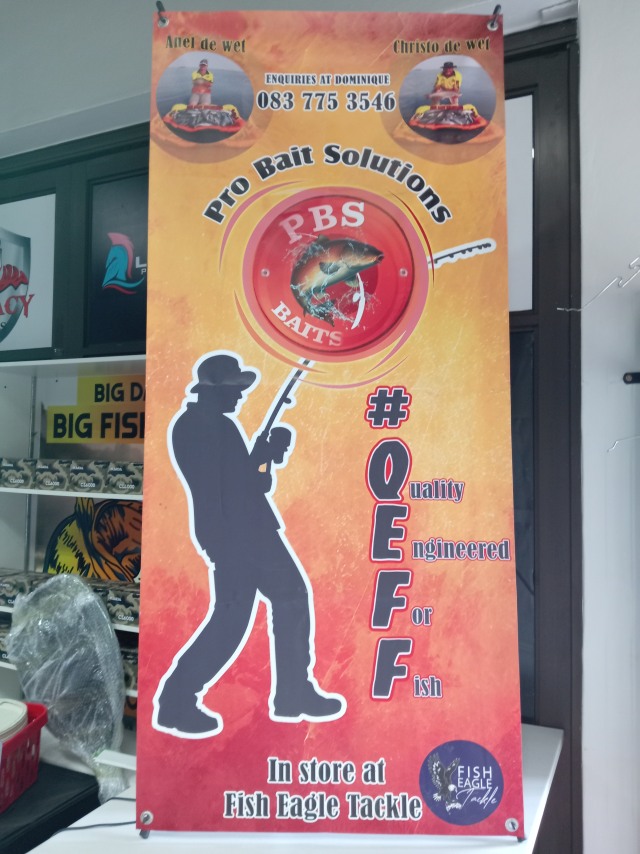 Anel de wet
Christo de wet
ENQUIRIES AT DOMINIQUE
083 775 3546
Pro Bait Solutions
PBS
BAITS
#
Quality
Engineered
For
Fish
In store at
Fish Eagle Tackle
FISH
EAGLE
Tackle
ACY
BIG DA
BIG FISH